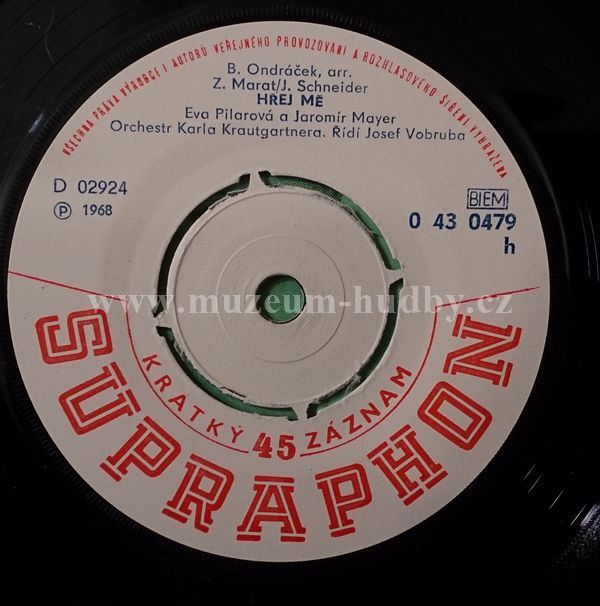 VŠECHNA PRÁVA VÝROBCE I AUTORŮ VEŘEJNÉHO PROVOZOVÁNÍ A ROZHLASOVÉHO ŠÍŘENÍ VYHRAZENA
B. Ondráček, arr.
Z. Marat/J. Schneider
HŘEJ MĚ
Eva Pilarová a Jaromír Mayer
Orchestr Karla Krautgartnera. Řídí Josef Vobruba
D 02924
Ⓟ 1968
BIEM
0 43 0479
h
www.muzeum-hudby.cz
KRATKÝ 45 ZÁZNAM
SUPRAPHON